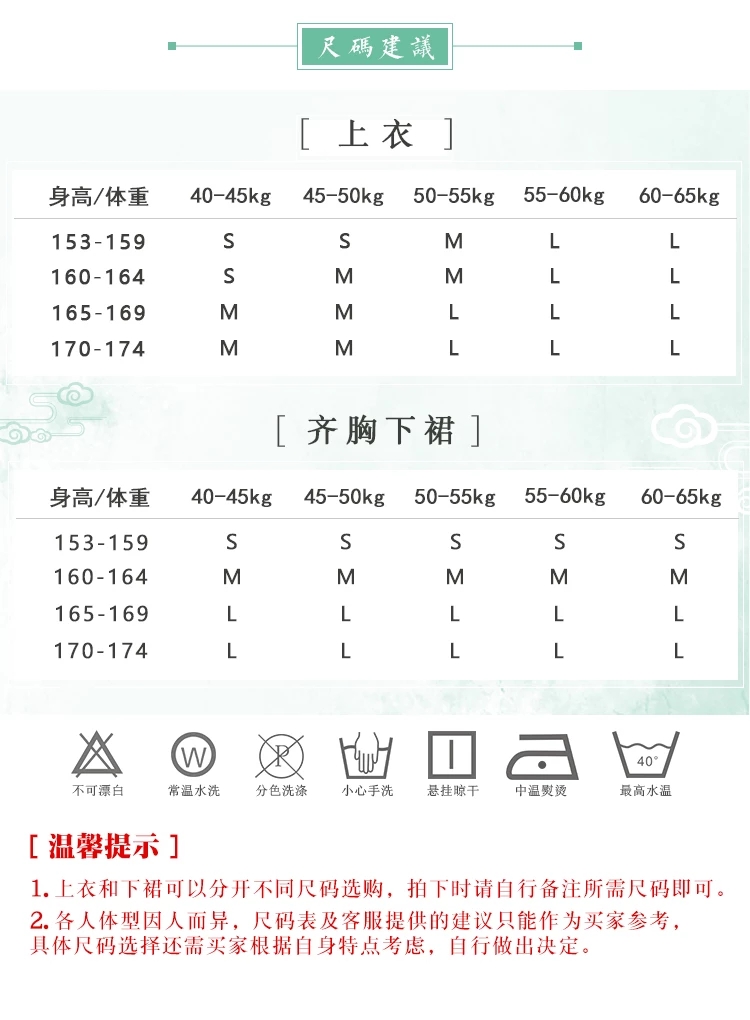 尺碼建議
[ 上衣 ]
身高/体重 40-45kg 45-50kg 50-55kg 55-60kg 60-65kg
153-159 S S M L L
160-164 S M M L L
165-169 M M L L L
170-174 M M L L L
[ 齐胸下裙 ]
身高/体重 40-45kg 45-50kg 50-55kg 55-60kg 60-65kg
153-159 S S S S S
160-164 M M M M M
165-169 L L L L L
170-174 L L L L L
W P 40°
不可漂白 常温水洗 分色洗涤 小心手洗 悬挂晾干 中温熨烫 最高水温
[ 温馨提示 ]
1. 上衣和下裙可以分开不同尺码选购，拍下时请自行备注所需尺码即可。
2. 各人体型因人而异，尺码表及客服提供的建议只能作为买家参考，
具体尺码选择还需买家根据自身特点考虑，自行做出决定。